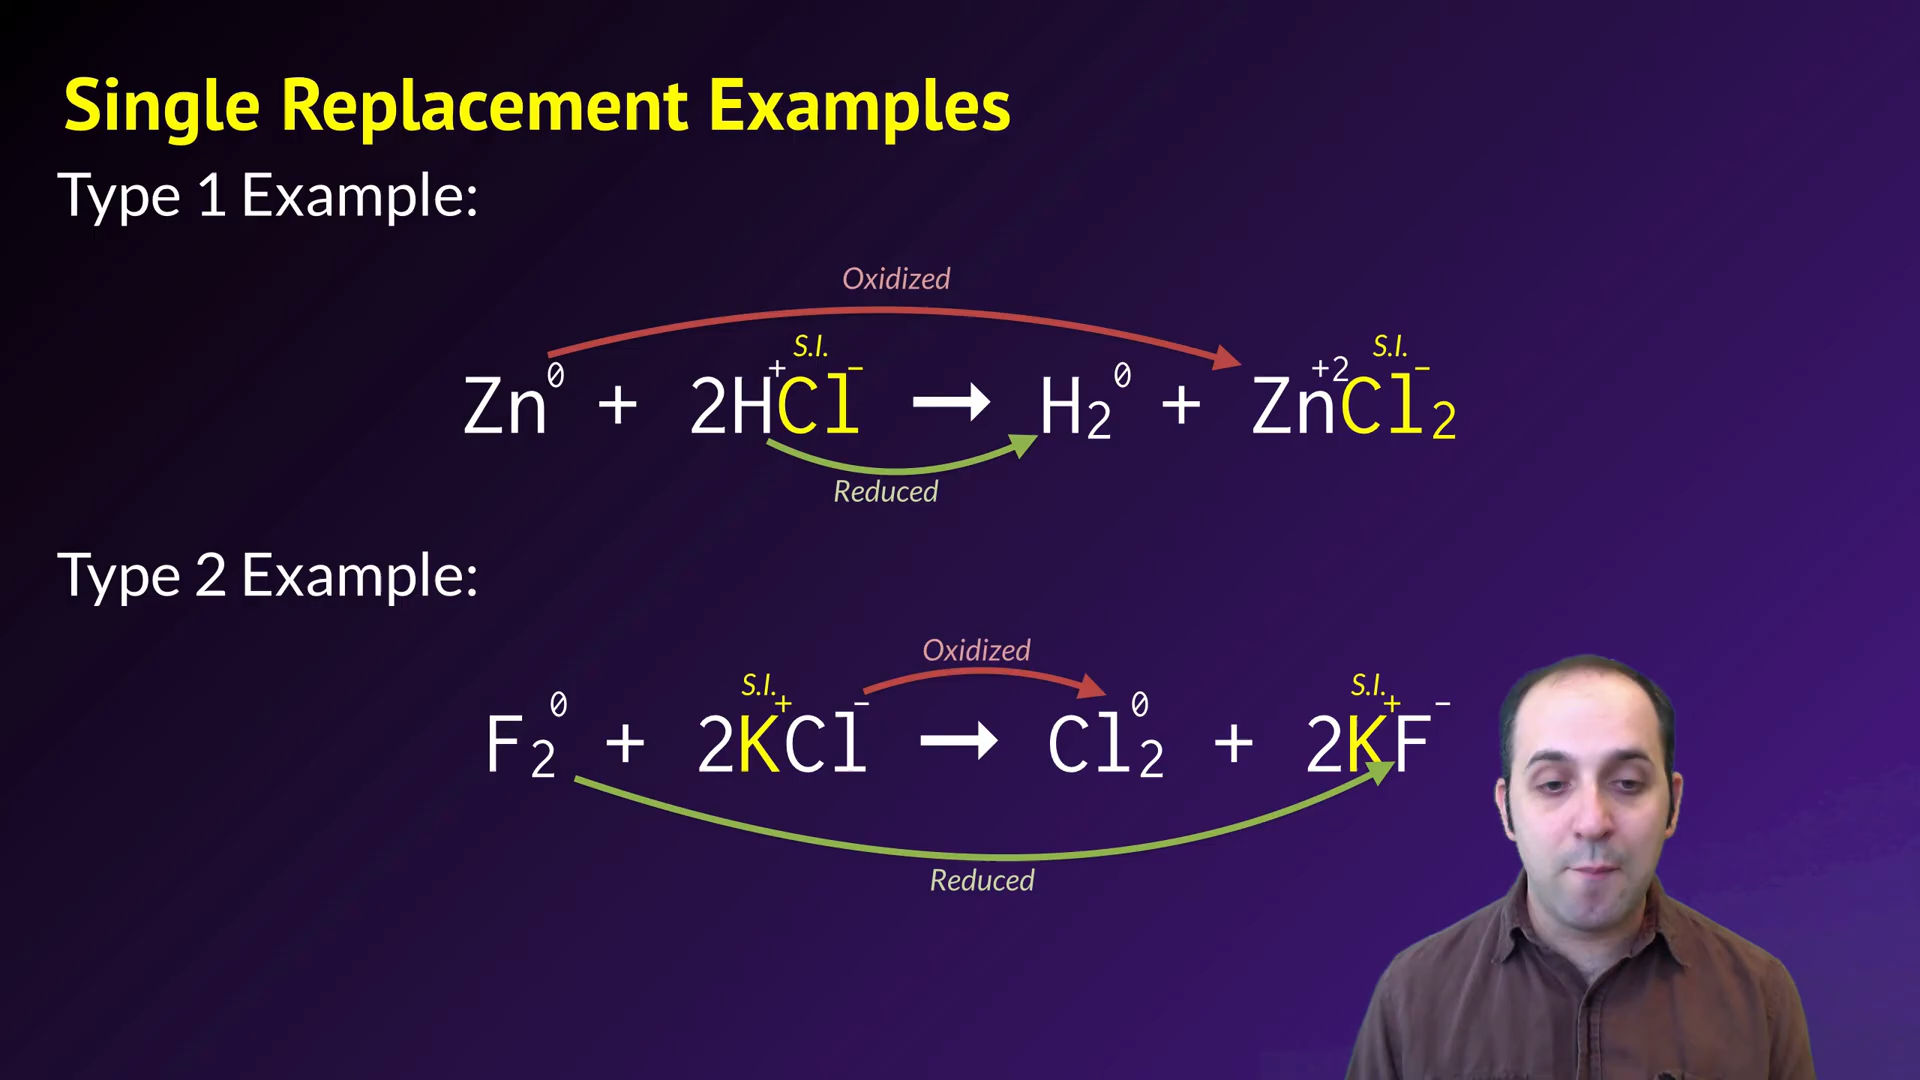 Single Replacement Examples
Type 1 Example:
Oxidized
S.I. S.I.
Zn⁰ + 2H⁺Cl⁻ → H₂⁰ + Zn⁺²Cl⁻₂
Reduced
Type 2 Example:
Oxidized
S.I. S.I.
F₂⁰ + 2K⁺Cl⁻ → Cl₂⁰ + 2K⁺F⁻
Reduced